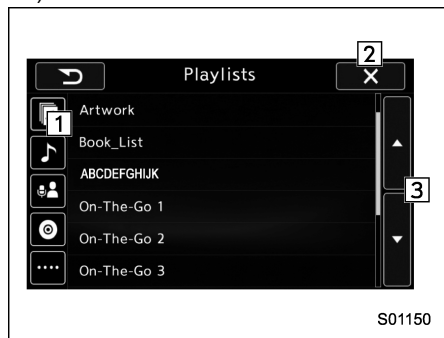 2
Playlists
X
Artwork
1
Book_List
ABCDEFGHIJK
3
On-The-Go 1
On-The-Go 2
On-The-Go 3
S01150